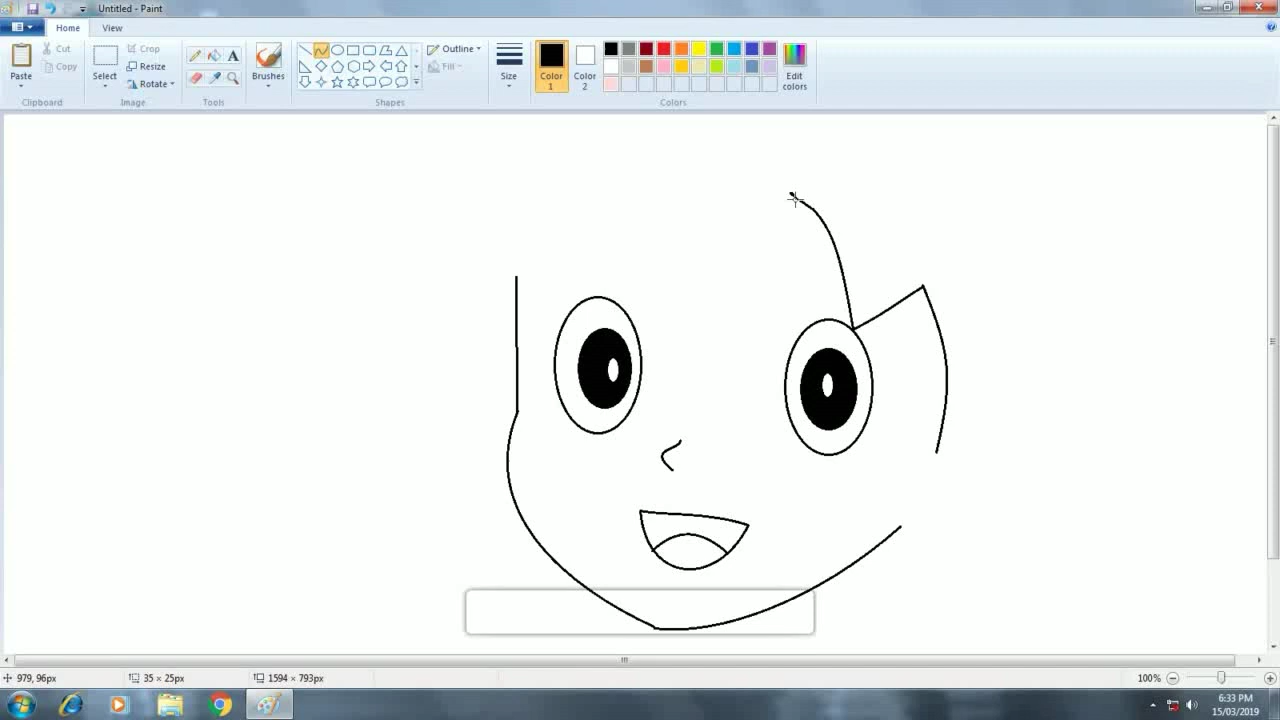 Untitled - Paint
Home View
Paste
Cut
Copy
Clipboard
Select
Crop
Resize
Rotate
Image
Tools
Brushes
Outline
Fill
Shapes
Size
Color 1
Color 2
Edit colors
Colors
979, 96px
35 × 25px
1594 × 793px
100%
6:33 PM
15/03/2019